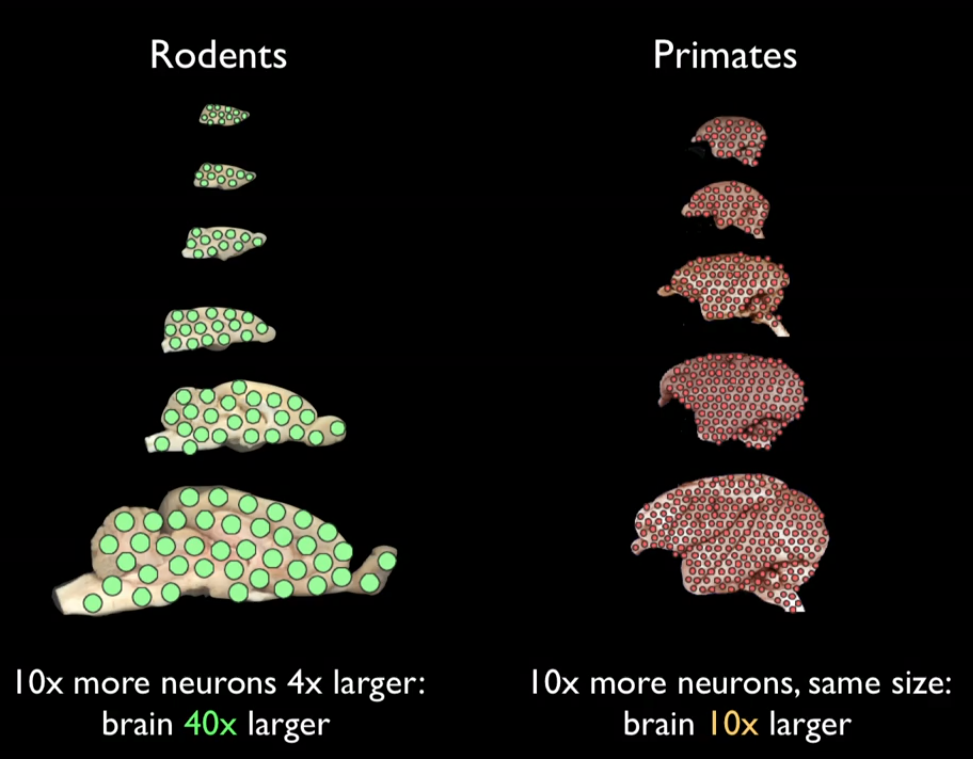 Rodents
Primates
10x more neurons 4x larger:
brain 40x larger
10x more neurons, same size:
brain 10x larger